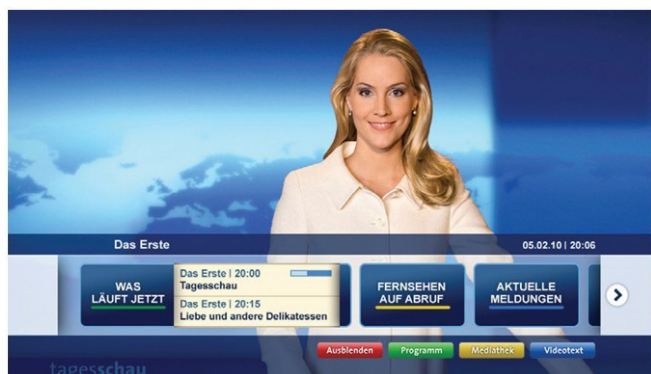 Das Erste
05.02.10 | 20:06
WAS
LÄUFT JETZT
Das Erste | 20:00
Tagesschau
Das Erste | 20:15
Liebe und andere Delikatessen
FERNSEHEN
AUF ABRUF
AKTUELLE
MELDUNGEN
Ausblenden
Programm
Mediathek
Videotext
tagesschau